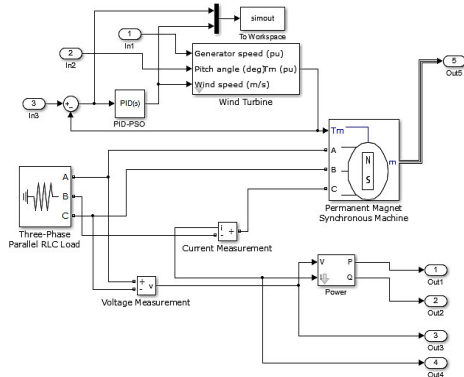 simout
To Workspace
1
In1
2
In2
3
In3
Generator speed (pu)
Pitch angle (deg)Tm (pu)
Wind speed (m/s)
Wind Turbine
PID(s)
PID-PSO
5
Out5
Tm
A
B
C
m
N
S
Permanent Magnet
Synchronous Machine
A
B
C
Three-Phase
Parallel RLC Load
i
+
-
Current Measurement
+
-
v
Voltage Measurement
V
I
P
Q
Power
1
Out1
2
Out2
3
Out3
4
Out4